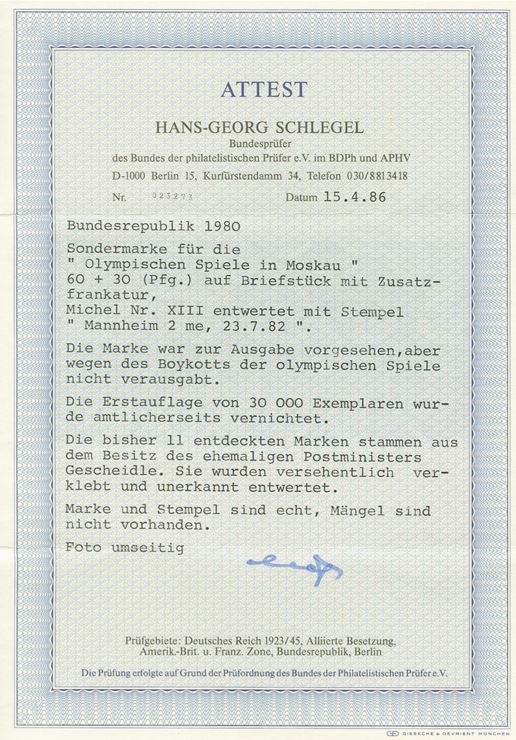 ATTEST
HANS-GEORG SCHLEGEL
Bundesprüfer
des Bundes der philatelistischen Prüfer e.V. im BDPh und APHV
D-1000 Berlin 15, Kurfürstendamm 34, Telefon 030/8813418
Nr. 023273 Datum 15.4.86
Bundesrepublik 1980
Sondermarke für die
" Olympischen Spiele in Moskau "
60 + 30 (Pfg.) auf Briefstück mit Zusatz-
frankatur,
Michel Nr. XIII entwertet mit Stempel
" Mannheim 2 me, 23.7.82 ".
Die Marke war zur Ausgabe vorgesehen,aber
wegen des Boykotts der olympischen Spiele
nicht verausgabt.
Die Erstauflage von 30 000 Exemplaren wur-
de amtlicherseits vernichtet.
Die bisher 11 entdeckten Marken stammen aus
dem Besitz des ehemaligen Postministers
Gescheidle. Sie wurden versehentlich ver-
klebt und unerkannt entwertet.
Marke und Stempel sind echt, Mängel sind
nicht vorhanden.
Foto umseitig
Prüfgebiete: Deutsches Reich 1923/45, Alliierte Besetzung,
Amerik.-Brit. u. Franz. Zone, Bundesrepublik, Berlin
Die Prüfung erfolgte auf Grund der Prüfordnung des Bundes der Philatelistischen Prüfer e.V.
GIESECKE & DEVRIENT MÜNCHEN